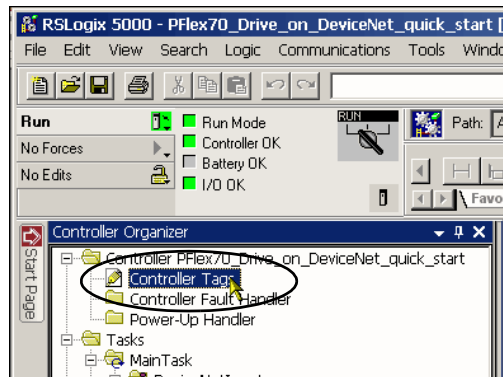 RSLogix 5000 - PFlex70_Drive_on_DeviceNet_quick_start [
File Edit View Search Logic Communications Tools Windo
Run
Run Mode
RUN
Path: A
No Forces
Controller OK
Battery OK
No Edits
I/O OK
Favo
Controller Organizer
Start Page
Controller PFlex70_Drive_on_DeviceNet_quick_start
Controller Tags
Controller Fault Handler
Power-Up Handler
Tasks
MainTask